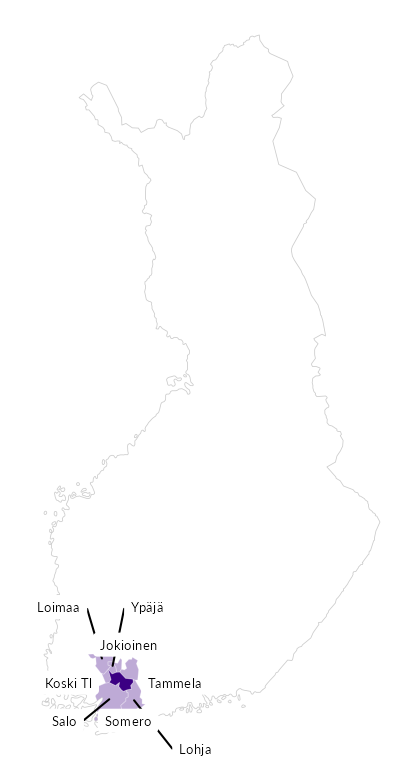 Loimaa
Ypäjä
Jokioinen
Koski Tl
Tammela
Salo
Somero
Lohja